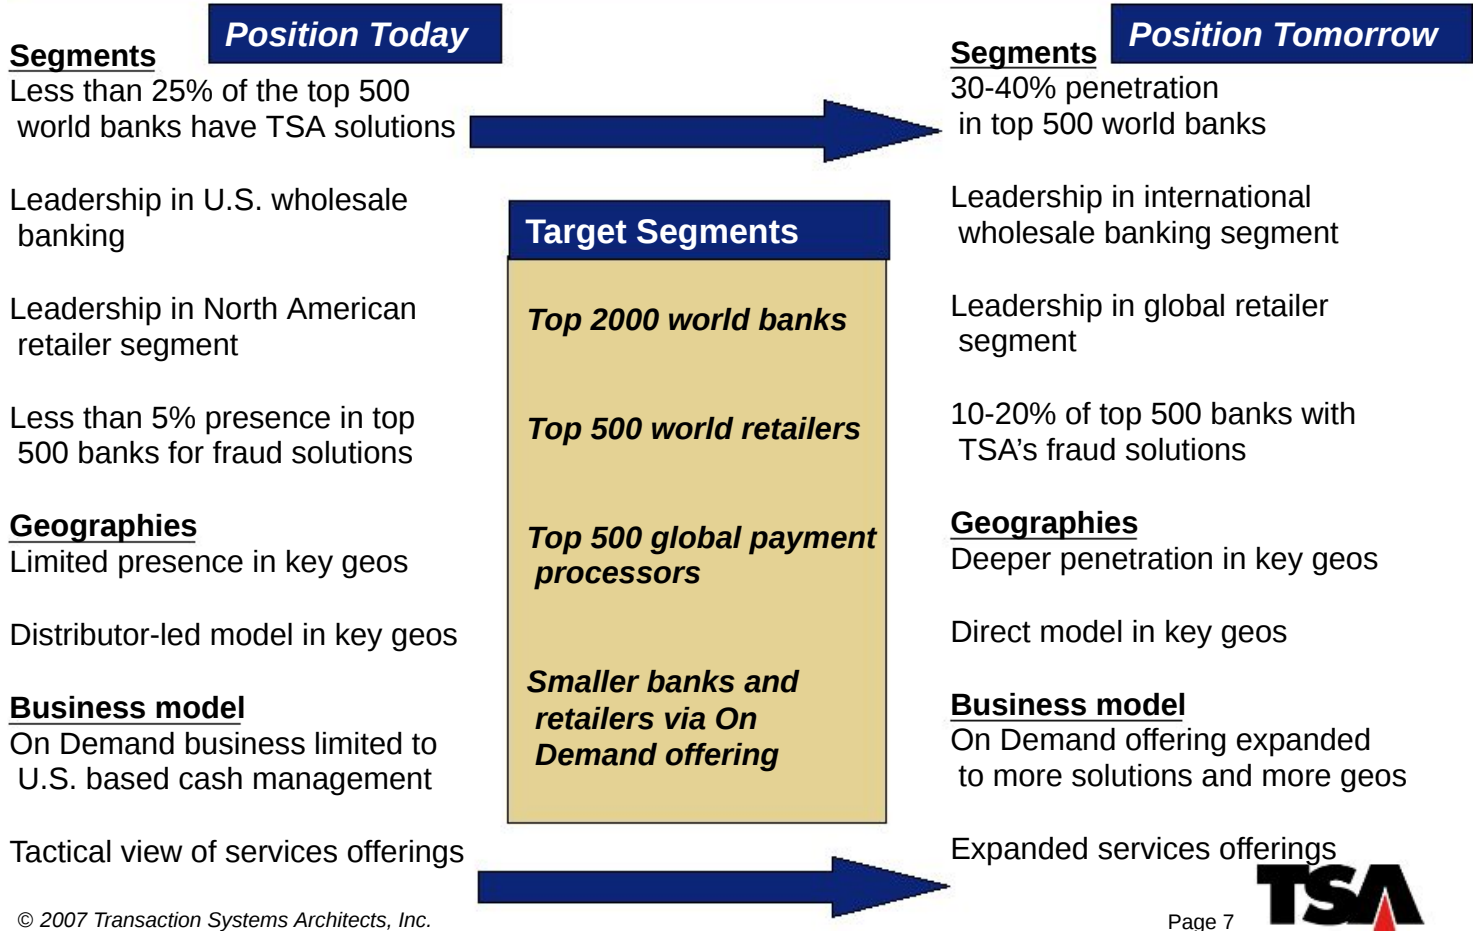 Position Today
Segments
Less than 25% of the top 500
world banks have TSA solutions
Leadership in U.S. wholesale
banking
Leadership in North American
retailer segment
Less than 5% presence in top
500 banks for fraud solutions
Geographies
Limited presence in key geos
Distributor-led model in key geos
Business model
On Demand business limited to
U.S. based cash management
Tactical view of services offerings
Target Segments
Top 2000 world banks
Top 500 world retailers
Top 500 global payment
processors
Smaller banks and
retailers via On
Demand offering
Position Tomorrow
Segments
30-40% penetration
in top 500 world banks
Leadership in international
wholesale banking segment
Leadership in global retailer
segment
10-20% of top 500 banks with
TSA's fraud solutions
Geographies
Deeper penetration in key geos
Direct model in key geos
Business model
On Demand offering expanded
to more solutions and more geos
Expanded services offerings
© 2007 Transaction Systems Architects, Inc.
Page 7
TSA